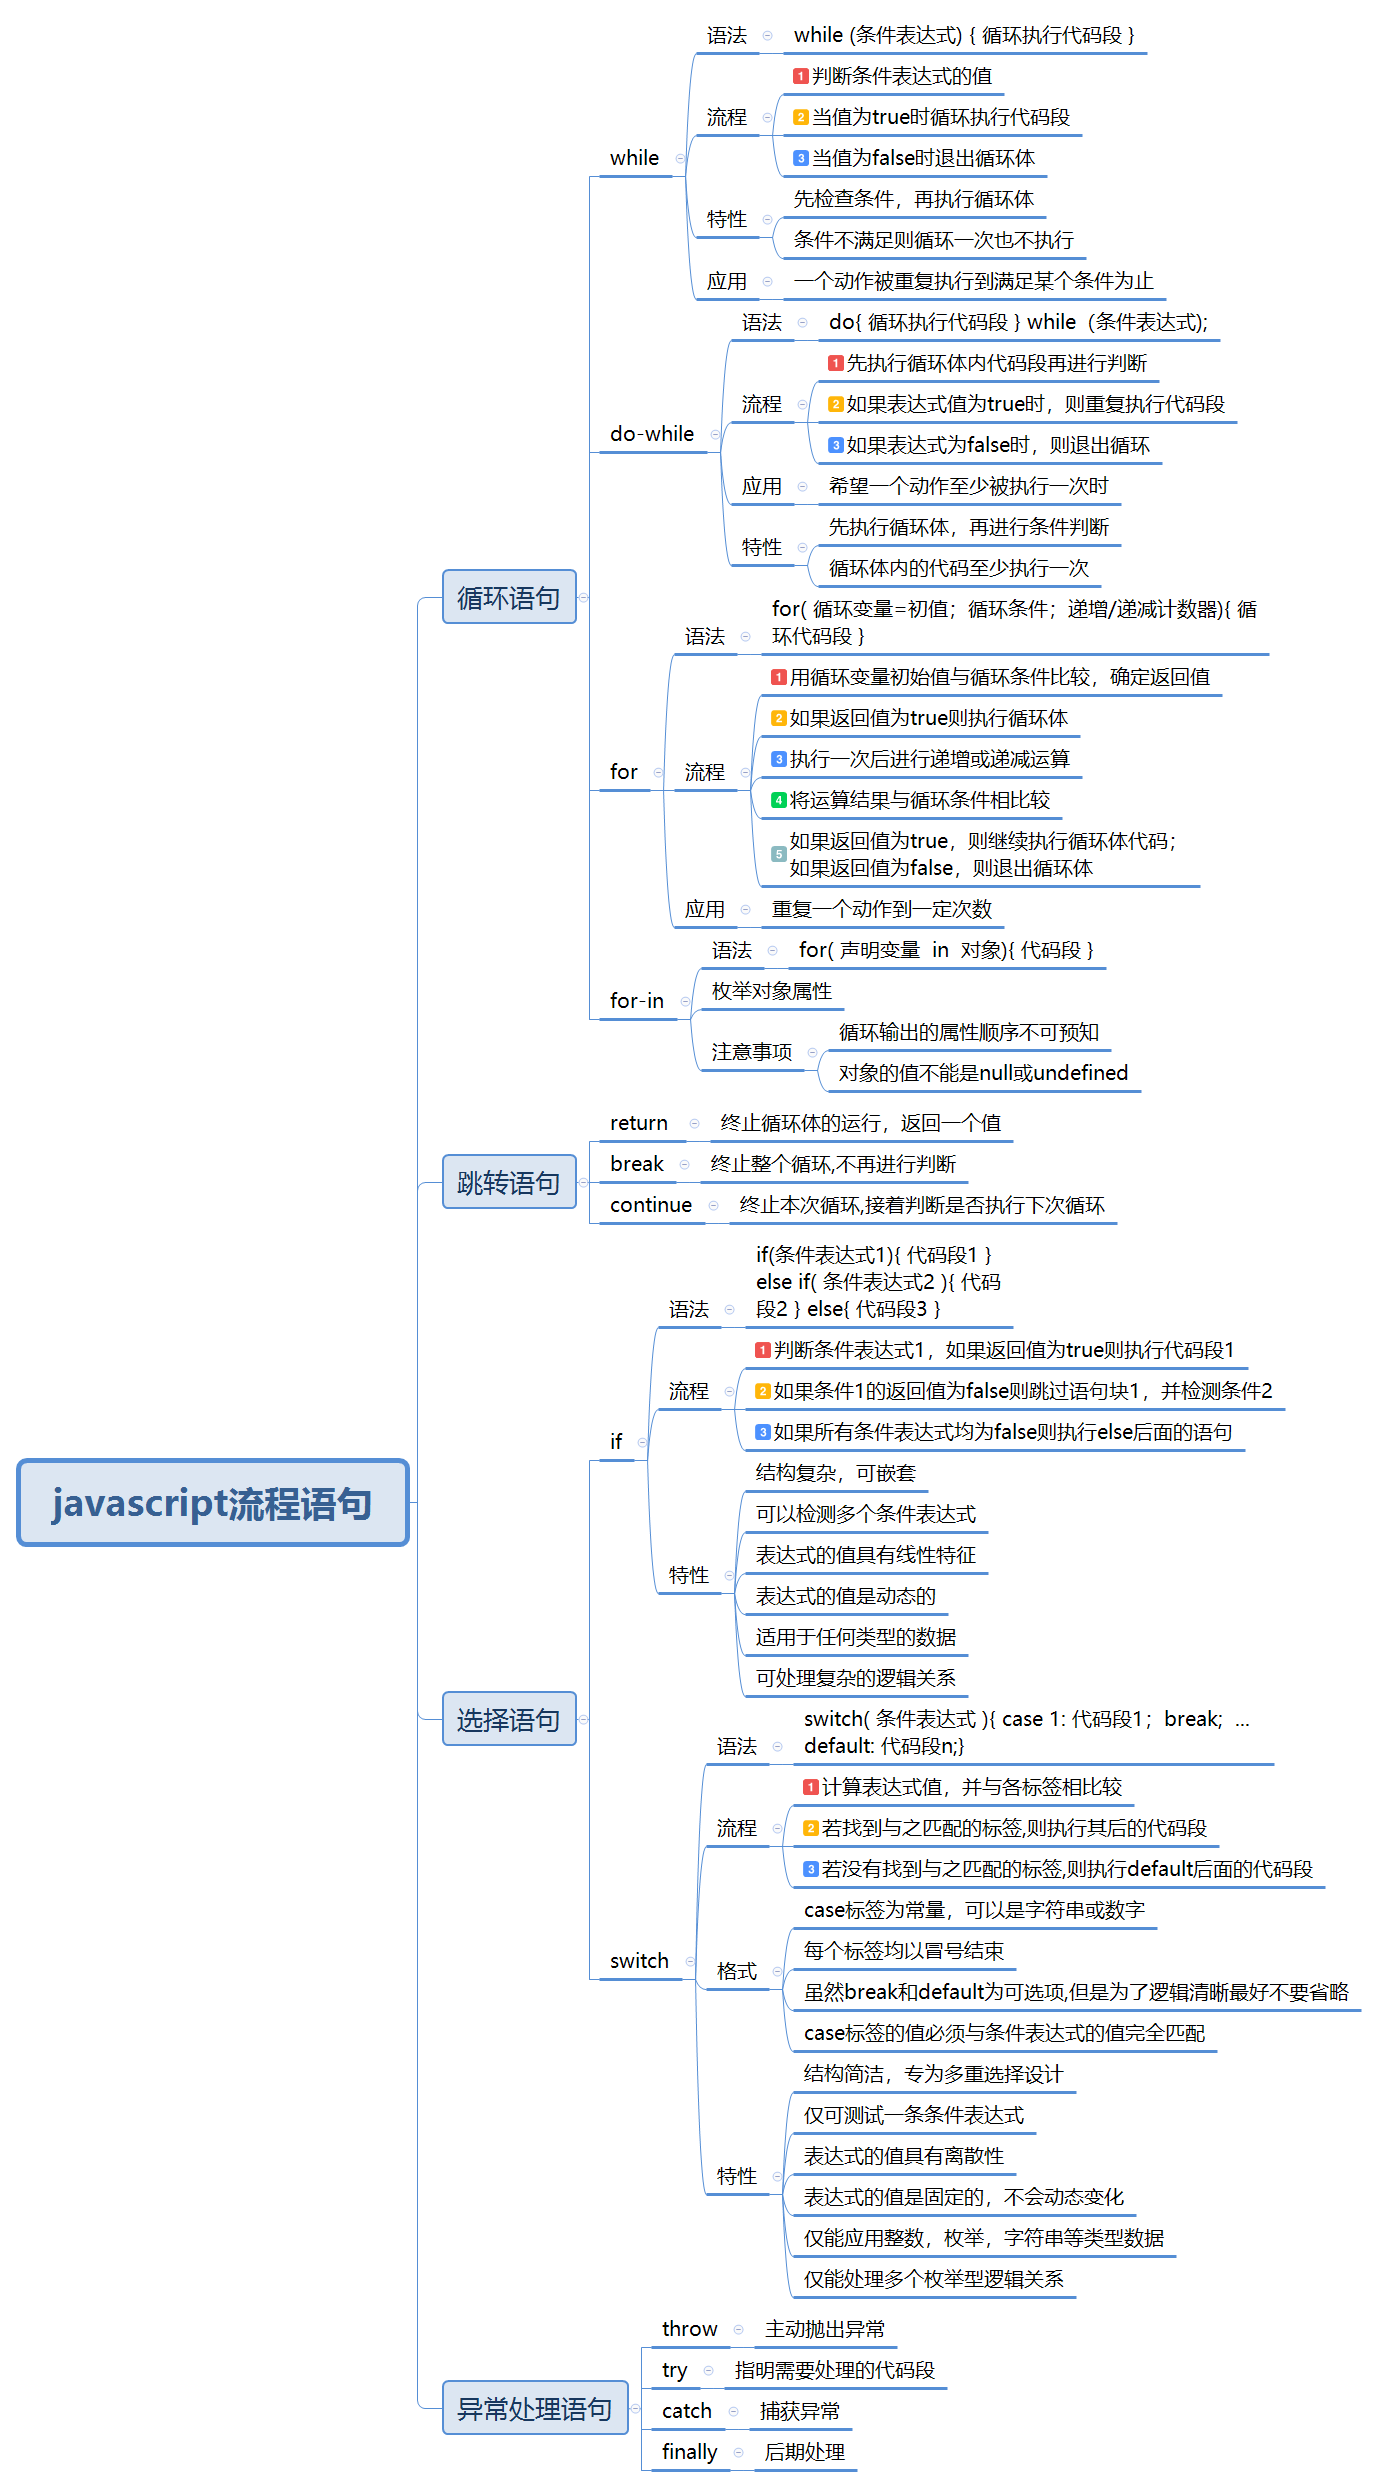 javascript流程语句
循环语句
while
语法
while (条件表达式) { 循环执行代码段 }
流程
1 判断条件表达式的值
2 当值为true时循环执行代码段
3 当值为false时退出循环体
特性
先检查条件，再执行循环体
条件不满足则循环一次也不执行
应用
一个动作被重复执行到满足某个条件为止
do-while
语法
do{ 循环执行代码段 } while（条件表达式);
流程
1 先执行循环体内代码段再进行判断
2 如果表达式值为true时，则重复执行代码段
3 如果表达式为false时，则退出循环
应用
希望一个动作至少被执行一次时
特性
先执行循环体，再进行条件判断
循环体内的代码至少执行一次
for
语法
for( 循环变量=初值；循环条件；递增/递减计数器){ 循
环代码段 }
流程
1 用循环变量初始值与循环条件比较，确定返回值
2 如果返回值为true则执行循环体
3 执行一次后进行递增或递减运算
4 将运算结果与循环条件相比较
5 如果返回值为true，则继续执行循环体代码；
如果返回值为false，则退出循环体
应用
重复一个动作到一定次数
for-in
语法
for( 声明变量  in  对象){ 代码段 }
枚举对象属性
注意事项
循环输出的属性顺序不可预知
对象的值不能是null或undefined
跳转语句
return
终止循环体的运行，返回一个值
break
终止整个循环,不再进行判断
continue
终止本次循环,接着判断是否执行下次循环
选择语句
if
语法
if(条件表达式1){ 代码段1 }
else if( 条件表达式2 ){ 代码
段2 } else{ 代码段3 }
流程
1 判断条件表达式1，如果返回值为true则执行代码段1
2 如果条件1的返回值为false则跳过语句块1，并检测条件2
3 如果所有条件表达式均为false则执行else后面的语句
特性
结构复杂，可嵌套
可以检测多个条件表达式
表达式的值具有线性特征
表达式的值是动态的
适用于任何类型的数据
可处理复杂的逻辑关系
switch
语法
switch( 条件表达式 ){ case 1: 代码段1；break;  ...
default: 代码段n;}
流程
1 计算表达式值，并与各标签相比较
2 若找到与之匹配的标签,则执行其后的代码段
3 若没有找到与之匹配的标签,则执行default后面的代码段
格式
case标签为常量，可以是字符串或数字
每个标签均以冒号结束
虽然break和default为可选项,但是为了逻辑清晰最好不要省略
case标签的值必须与条件表达式的值完全匹配
特性
结构简洁，专为多重选择设计
仅可测试一条条件表达式
表达式的值具有离散性
表达式的值是固定的，不会动态变化
仅能应用整数，枚举，字符串等类型数据
仅能处理多个枚举型逻辑关系
异常处理语句
throw
主动抛出异常
try
指明需要处理的代码段
catch
捕获异常
finally
后期处理